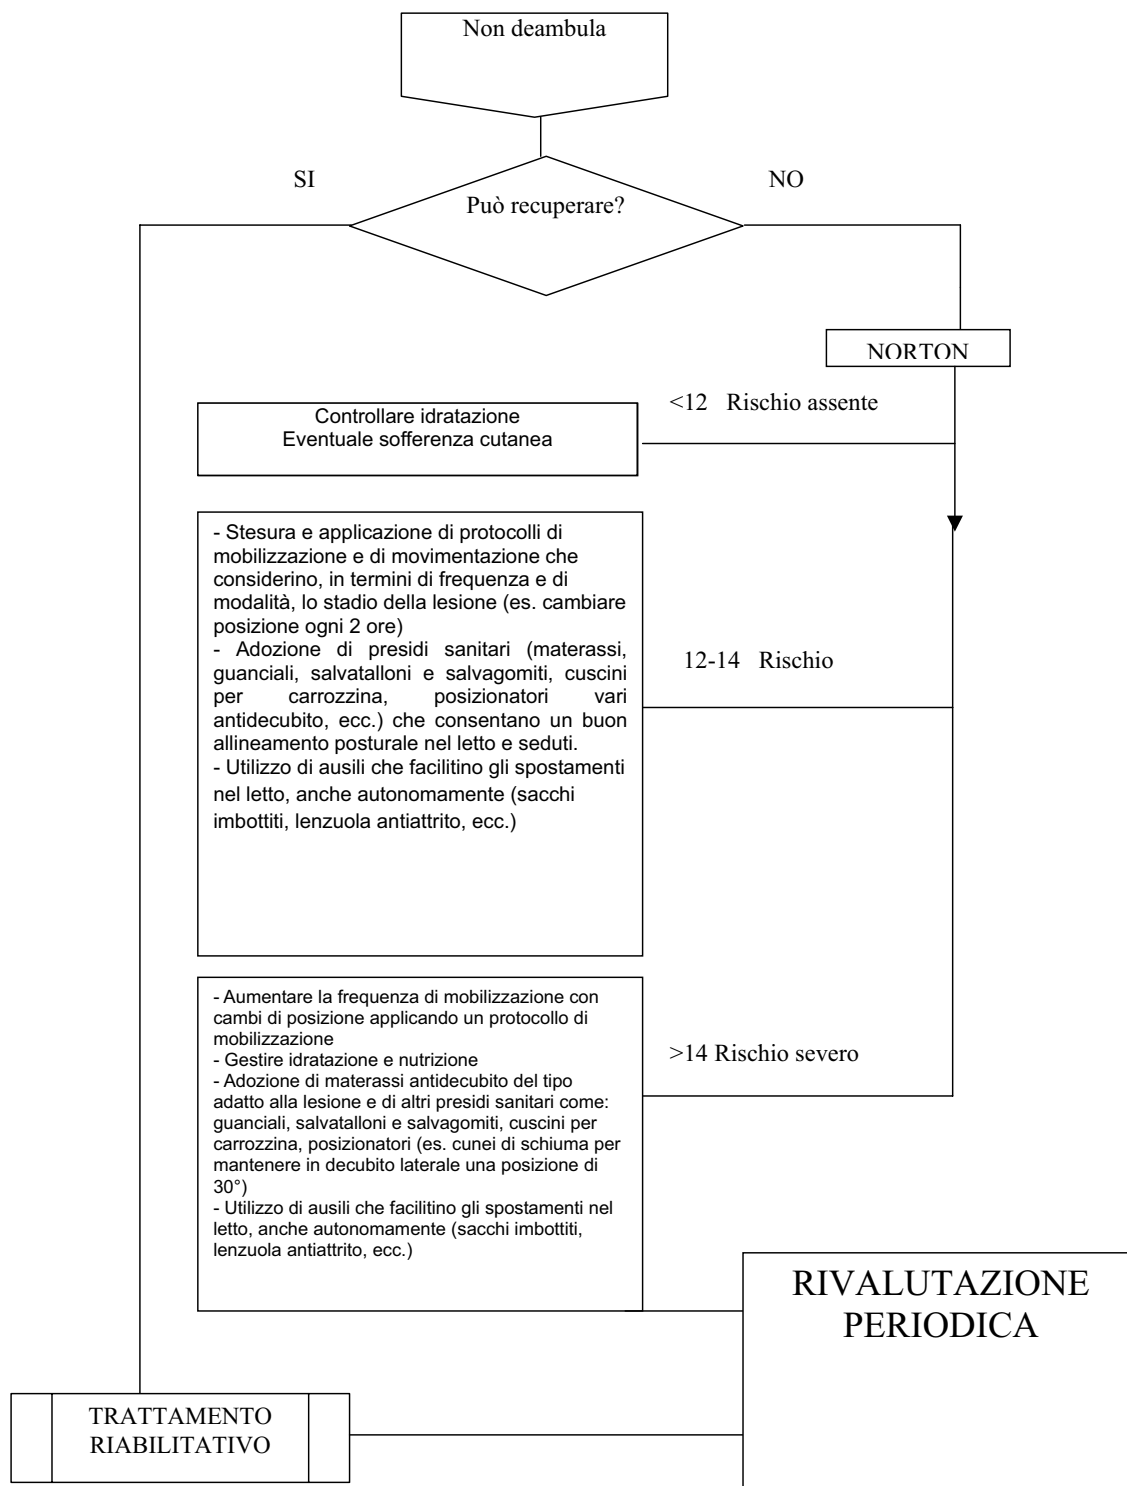 Non deambula
SI
NO
Può recuperare?
NORTON
<12 Rischio assente
Controllare idratazione
Eventuale sofferenza cutanea
- Stesura e applicazione di protocolli di
mobilizzazione e di movimentazione che
considerino, in termini di frequenza e di
modalità, lo stadio della lesione (es. cambiare
posizione ogni 2 ore)
- Adozione di presidi sanitari (materassi,
guanciali, salvatalloni e salvagomiti, cuscini
per carrozzina, posizionatori vari
antidecubito, ecc.) che consentano un buon
allineamento posturale nel letto e seduti.
- Utilizzo di ausili che facilitino gli spostamenti
nel letto, anche autonomamente (sacchi
imbottiti, lenzuola antiattrito, ecc.)
12-14 Rischio
- Aumentare la frequenza di mobilizzazione con
cambi di posizione applicando un protocollo di
mobilizzazione
- Gestire idratazione e nutrizione
- Adozione di materassi antidecubito del tipo
adatto alla lesione e di altri presidi sanitari come:
guanciali, salvatalloni e salvagomiti, cuscini per
carrozzina, posizionatori (es. cunei di schiuma per
mantenere in decubito laterale una posizione di
30°)
- Utilizzo di ausili che facilitino gli spostamenti nel
letto, anche autonomamente (sacchi imbottiti,
lenzuola antiattrito, ecc.)
>14 Rischio severo
RIVALUTAZIONE
PERIODICA
TRATTAMENTO
RIABILITATIVO